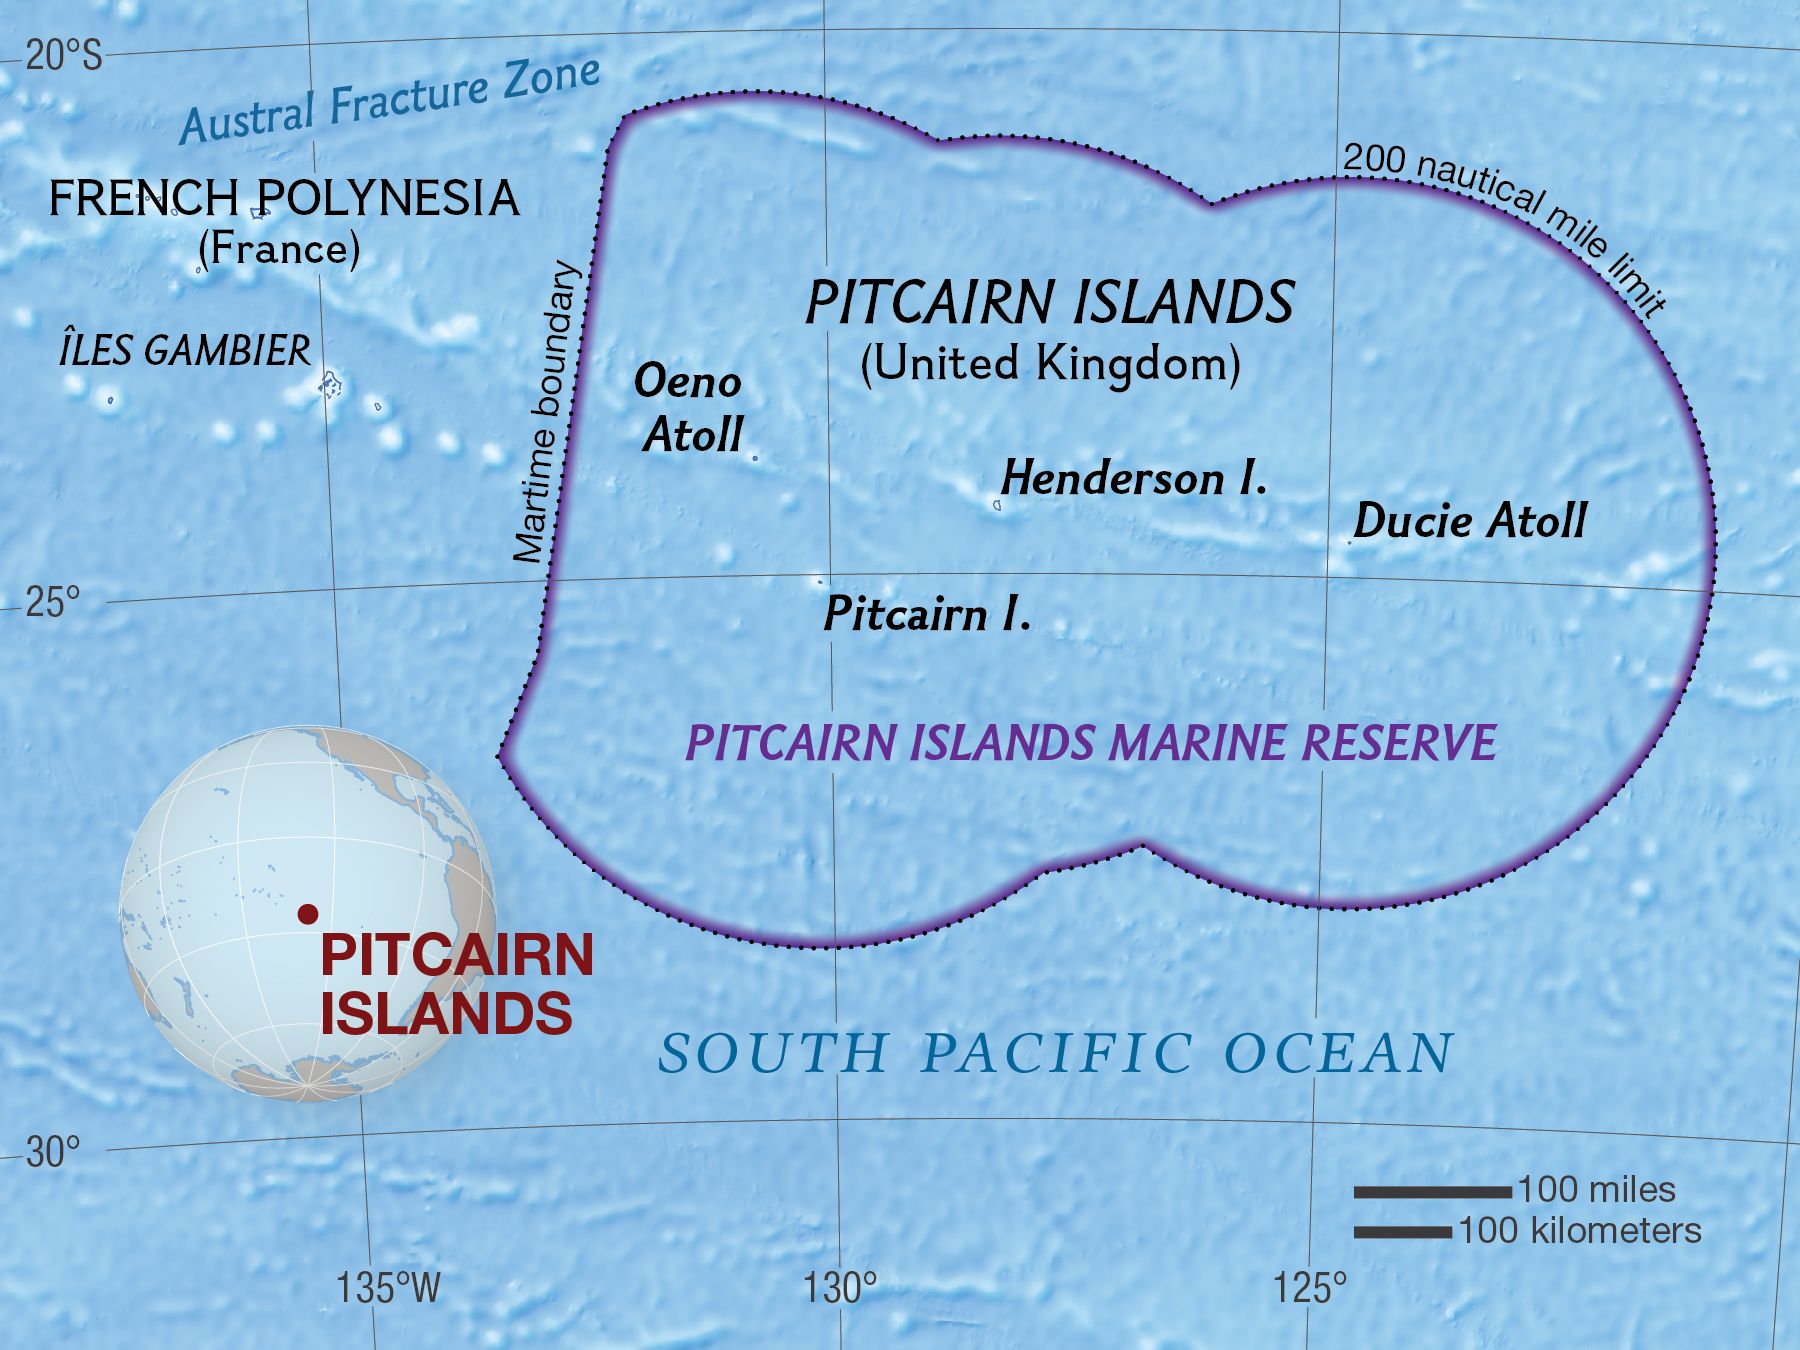 20°S
Austral Fracture Zone
FRENCH POLYNESIA
(France)
ÎLES GAMBIER
Martime boundary
200 nautical mile limit
PITCAIRN ISLANDS
(United Kingdom)
Oeno
Atoll
Henderson I.
Ducie Atoll
25°
Pitcairn I.
PITCAIRN ISLANDS MARINE RESERVE
PITCAIRN
ISLANDS
SOUTH PACIFIC OCEAN
30°
100 miles
100 kilometers
135°W
130°
125°